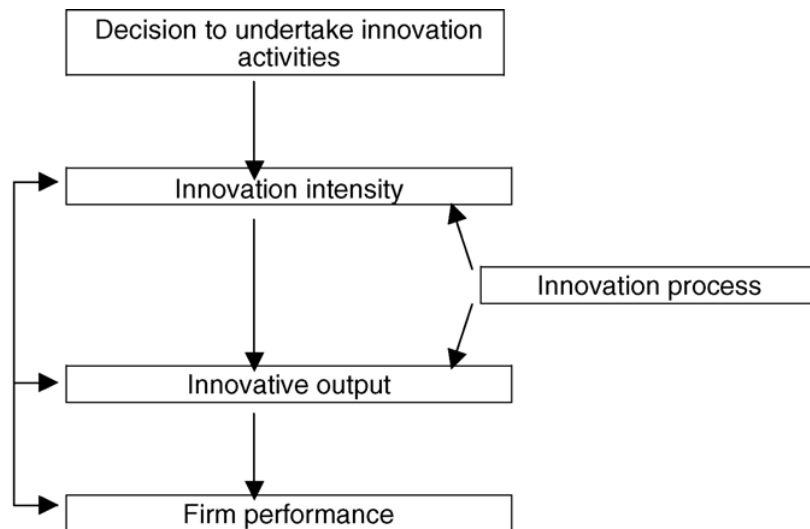 Decision to undertake innovation
activities
Innovation intensity
Innovation process
Innovative output
Firm performance